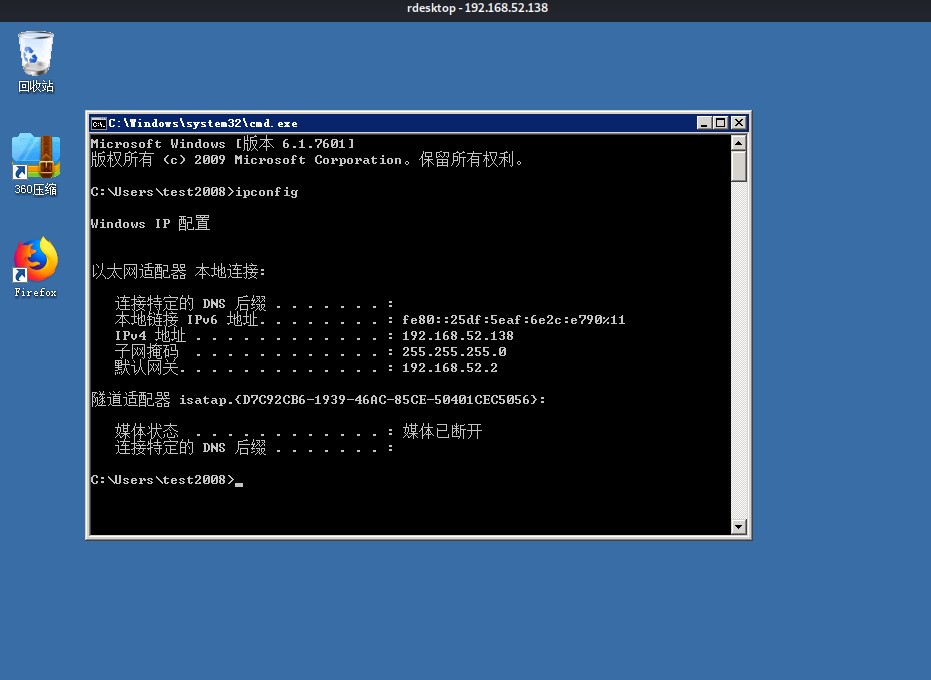 rdesktop - 192.168.52.138
回收站
360压缩
Firefox
C:\Windows\system32\cmd.exe
Microsoft Windows [版本 6.1.7601]
版权所有 (c) 2009 Microsoft Corporation。保留所有权利。
C:\Users\test2008>ipconfig
Windows IP 配置
以太网适配器 本地连接:
连接特定的 DNS 后缀 . . . . . . . :
本地链接 IPv6 地址. . . . . . . . : fe80::25df:5eaf:6e2c:e790%11
IPv4 地址 . . . . . . . . . . . . : 192.168.52.138
子网掩码 . . . . . . . . . . . . : 255.255.255.0
默认网关. . . . . . . . . . . . . : 192.168.52.2
隧道适配器 isatap.{D7C92CB6-1939-46AC-85CE-50401CEC5056}:
媒体状态 . . . . . . . . . . . . : 媒体已断开
连接特定的 DNS 后缀 . . . . . . . :
C:\Users\test2008>